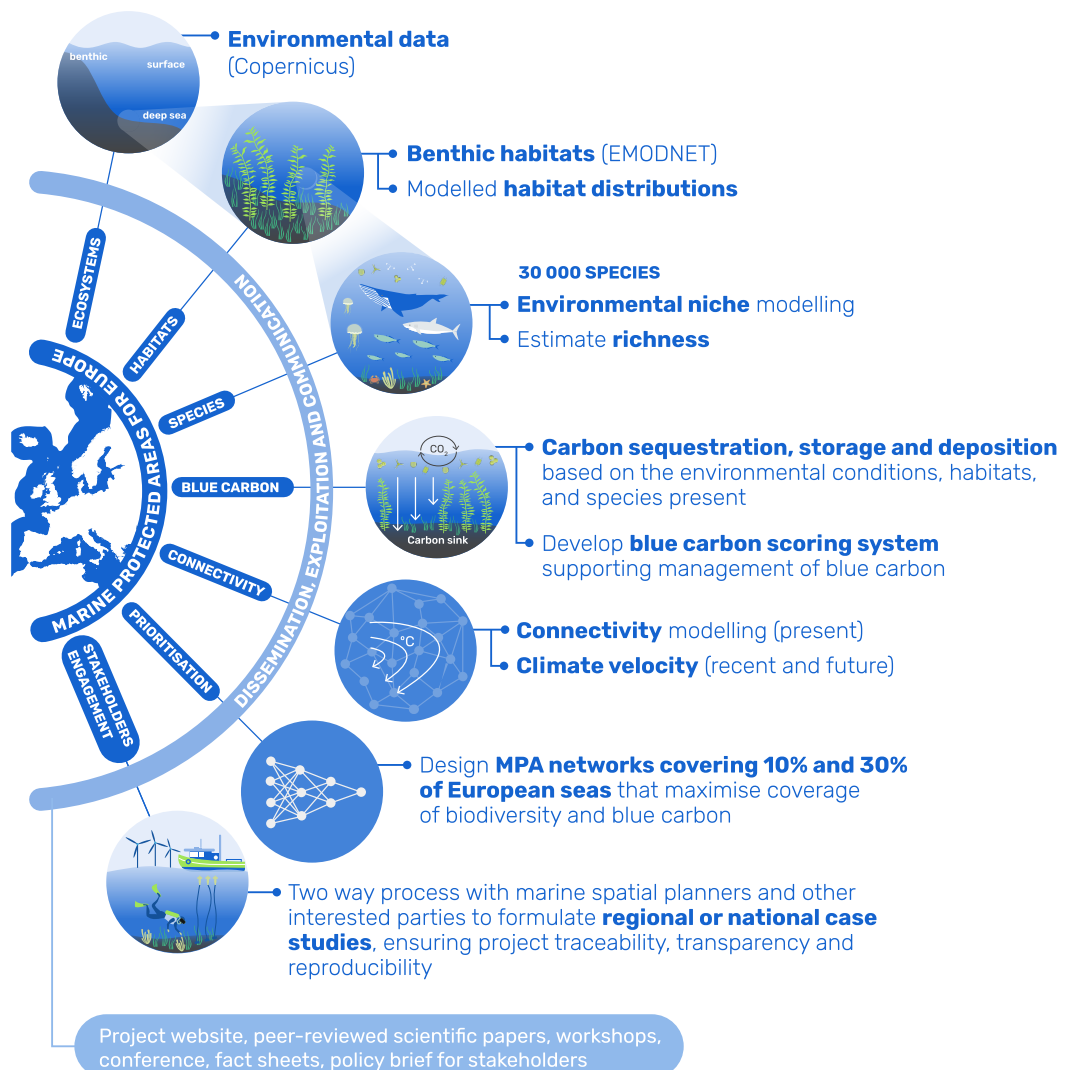 Environmental data
(Copernicus)
benthic
surface
deep sea
Benthic habitats (EMODNET)
Modelled habitat distributions
30 000 SPECIES
Environmental niche modelling
Estimate richness
ECOSYSTEMS
HABITATS
SPECIES
BLUE CARBON
CONNECTIVITY
PRIORITISATION
STAKEHOLDERS
ENGAGEMENT
MARINE PROTECTED AREAS FOR EUROPE
DISSEMINATION, EXPLOITATION AND COMMUNICATION
CO2
Carbon sink
Carbon sequestration, storage and deposition
based on the environmental conditions, habitats,
and species present
Develop blue carbon scoring system
supporting management of blue carbon
°C
Connectivity modelling (present)
Climate velocity (recent and future)
Design MPA networks covering 10% and 30%
of European seas that maximise coverage
of biodiversity and blue carbon
Two way process with marine spatial planners and other
interested parties to formulate regional or national case
studies, ensuring project traceability, transparency and
reproducibility
Project website, peer-reviewed scientific papers, workshops,
conference, fact sheets, policy brief for stakeholders